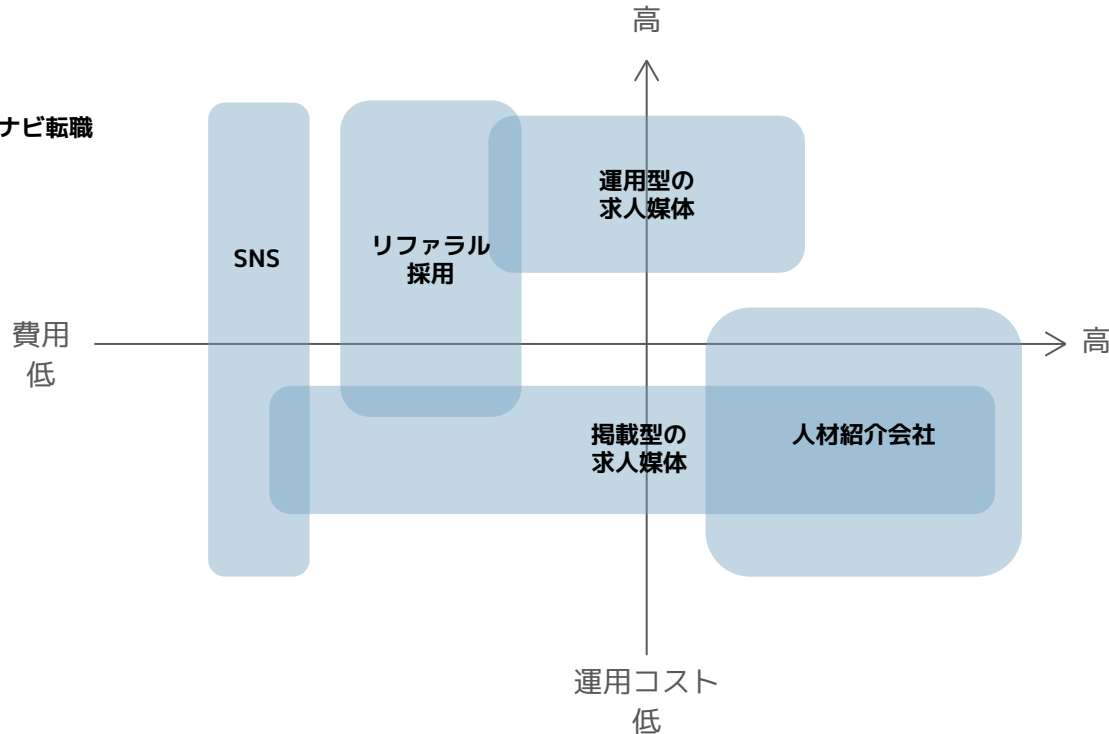 高
ナビ転職
運用型の
求人媒体
SNS
リファラル
採用
費用
低
高
掲載型の
求人媒体
人材紹介会社
運用コスト
低